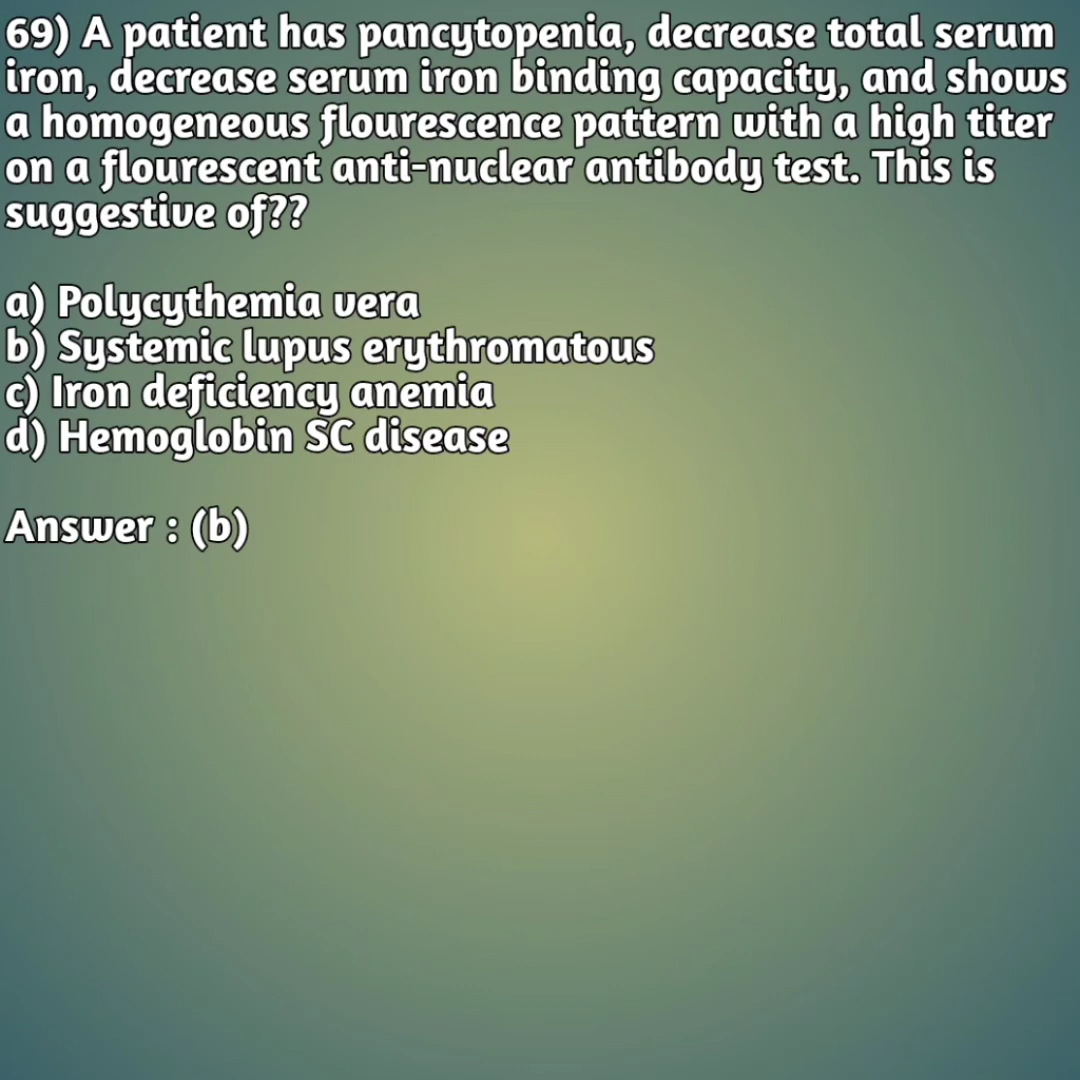 69) A patient has pancytopenia, decrease total serum
iron, decrease serum iron binding capacity, and shows
a homogeneous flourescence pattern with a high titer
on a flourescent anti-nuclear antibody test. This is
suggestive of??
a) Polycythemia vera
b) Systemic lupus erythromatous
c) Iron deficiency anemia
d) Hemoglobin SC disease
Answer : (b)